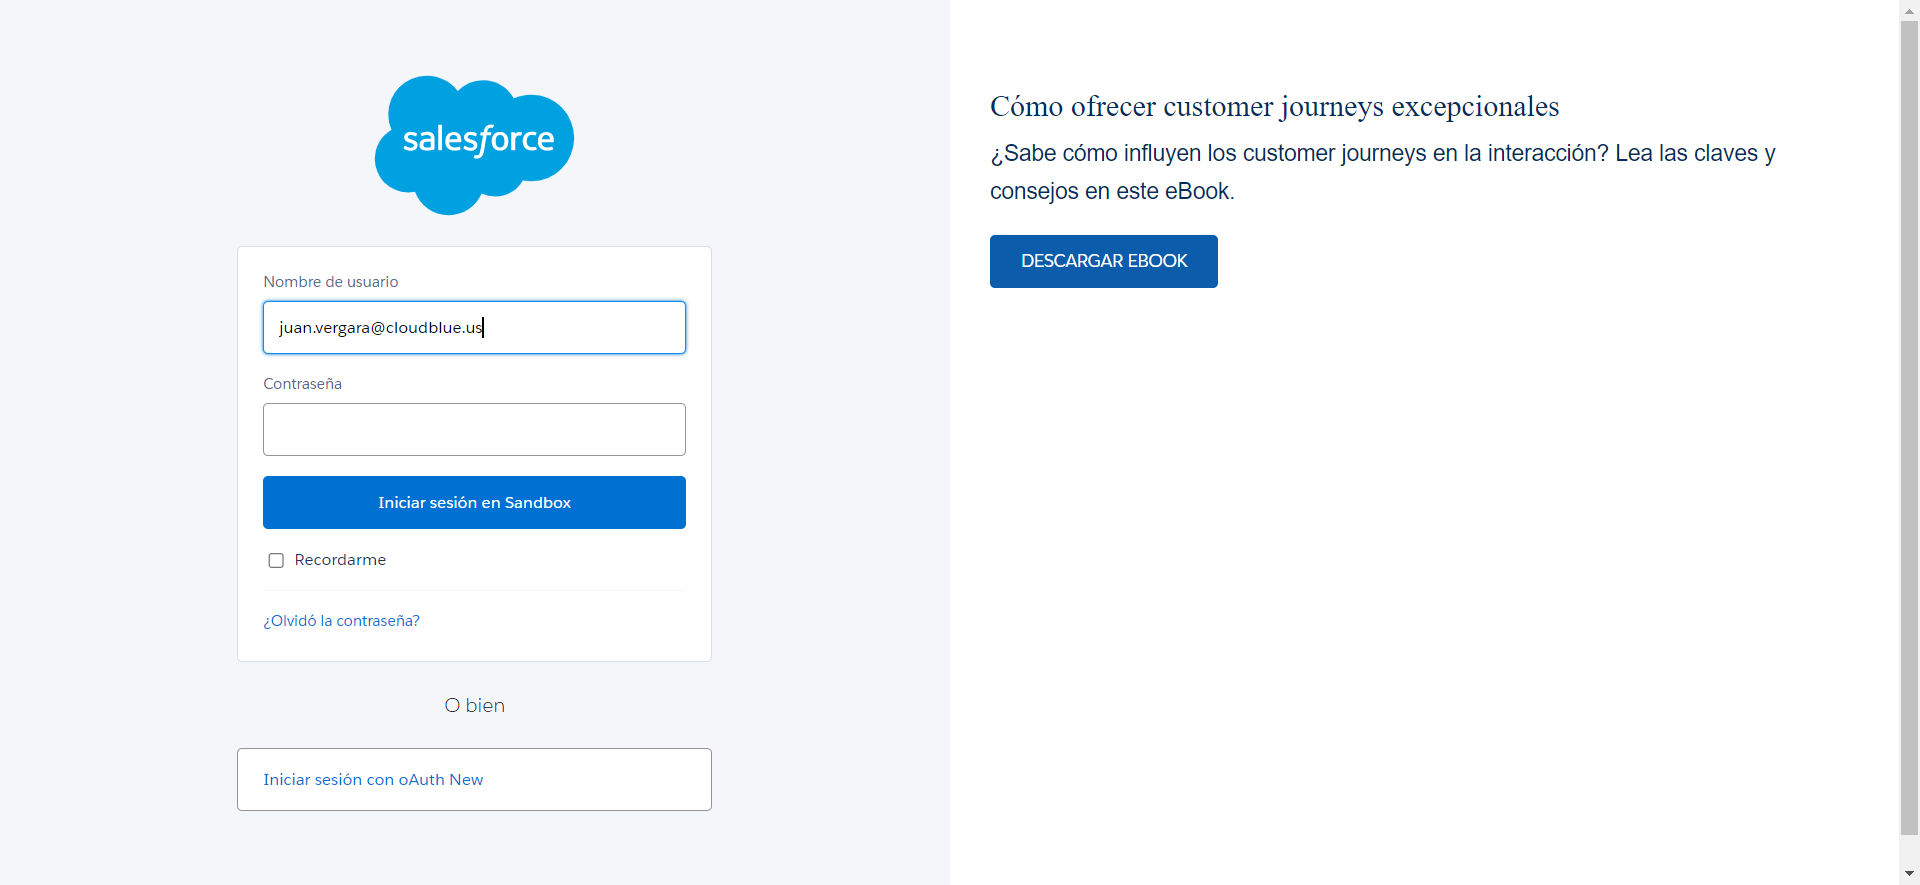 salesforce
Nombre de usuario
juan.vergara@cloudblue.us
Contraseña
Iniciar sesión en Sandbox
Recordarme
¿Olvidó la contraseña?
O bien
Iniciar sesión con oAuth New
Cómo ofrecer customer journeys excepcionales
¿Sabe cómo influyen los customer journeys en la interacción? Lea las claves y
consejos en este eBook.
DESCARGAR EBOOK